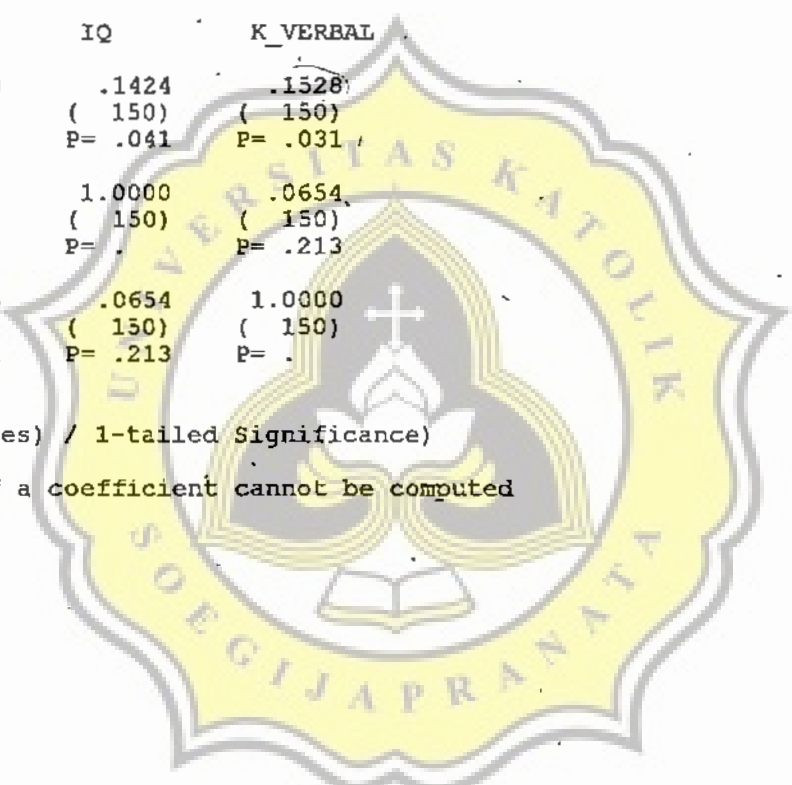 IQ K_VERBAL
.1424 .1528
( 150) ( 150)
P= .041 P= .031
1.0000 .0654
( 150) ( 150)
P= . P= .213
.0654 1.0000
( 150) ( 150)
P= .213 P= .
es) / 1-tailed Significance)
a coefficient cannot be computed
UNIVERSITAS KATOLIK
SOEGIJAPRANATA